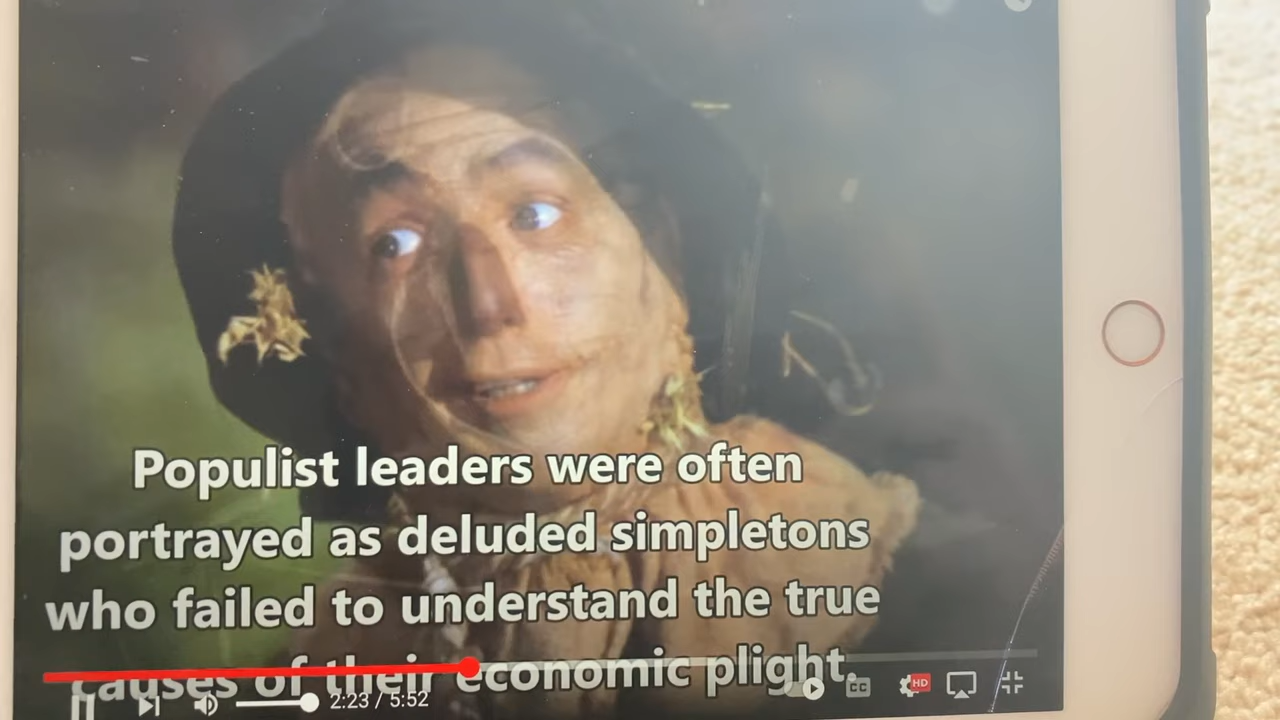 Populist leaders were often
portrayed as deluded simpletons
who failed to understand the true
causes of their economic plight.
2:23 / 5:52
CC
HD